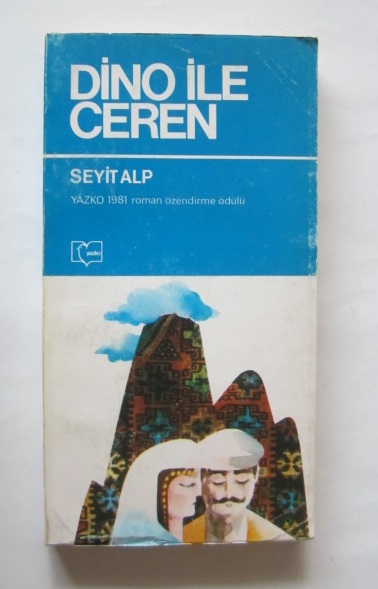 DİNO İLE
CEREN
SEYİT ALP
YAZKO 1981 roman özendirme ödülü
yazko